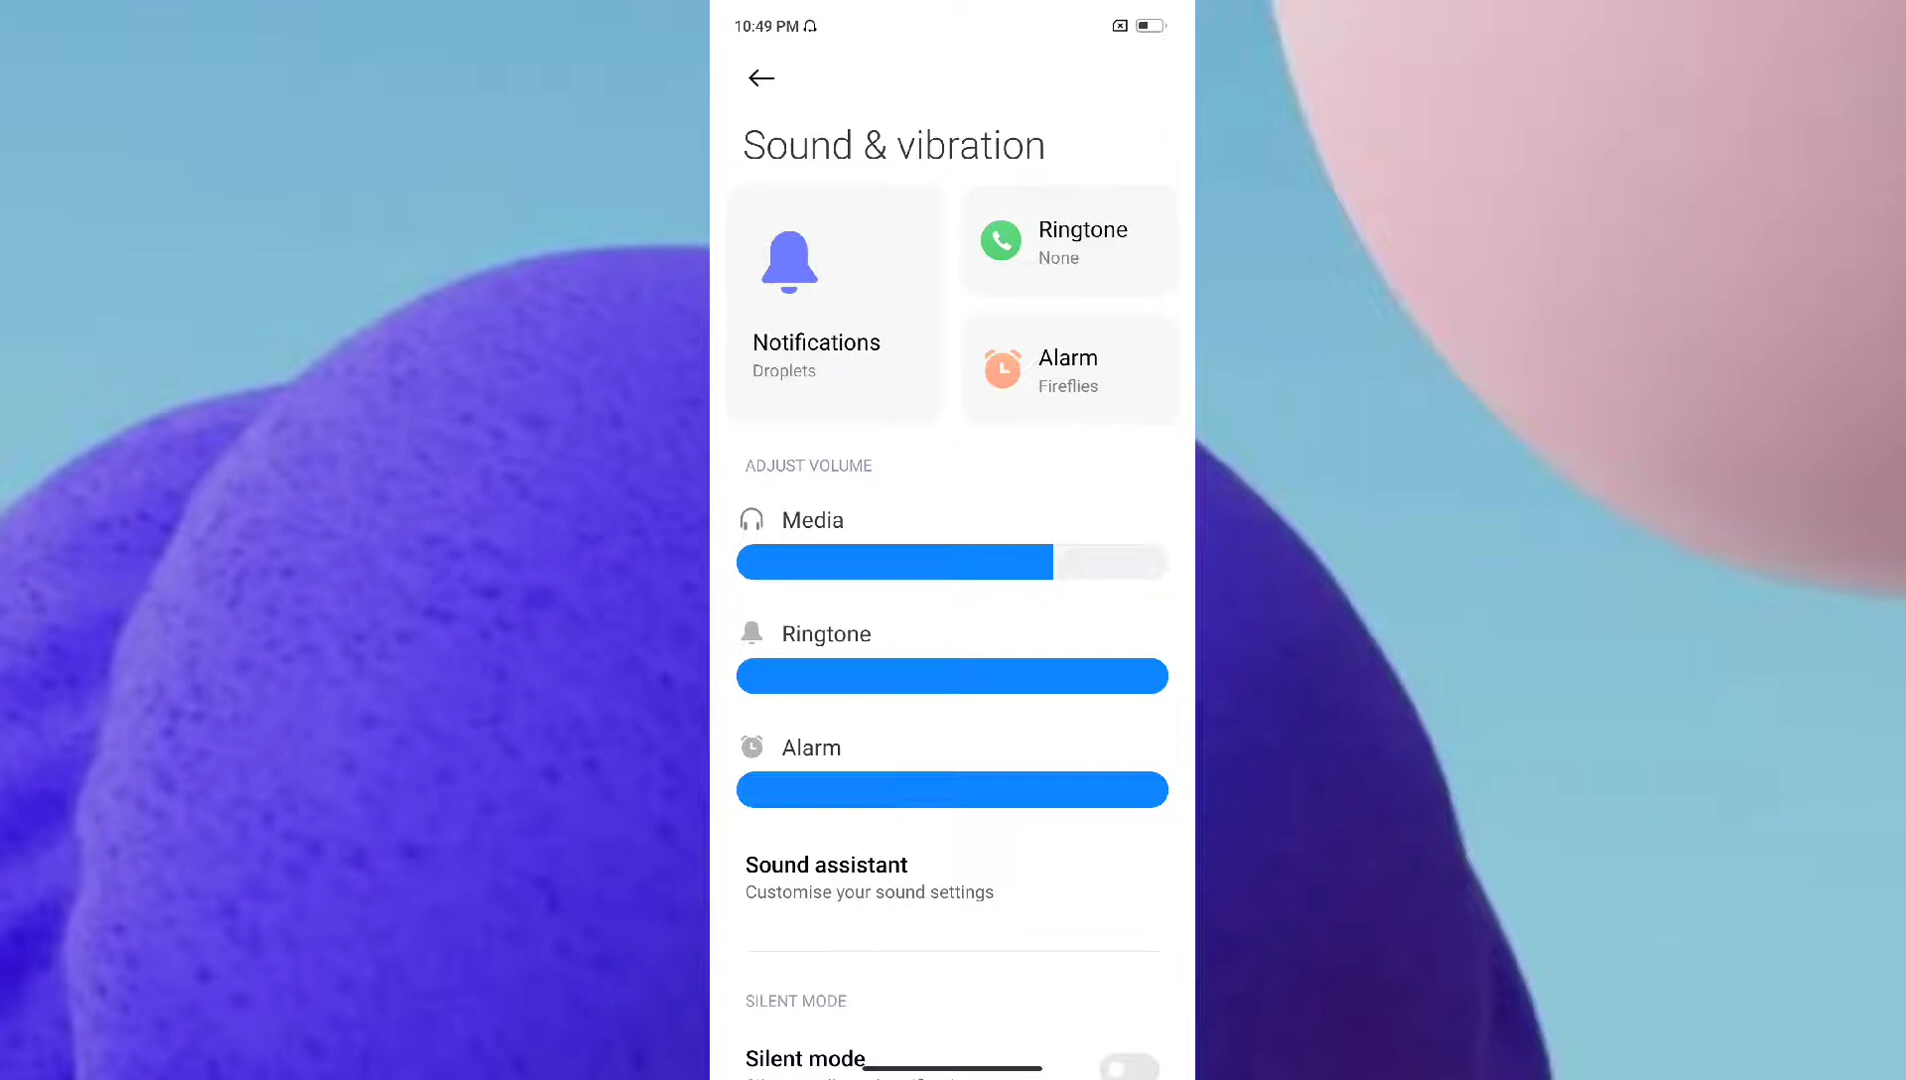 10:49 PM
Sound & vibration
Notifications
Droplets
Ringtone
None
Alarm
Fireflies
ADJUST VOLUME
Media
Ringtone
Alarm
Sound assistant
Customise your sound settings
SILENT MODE
Silent mode